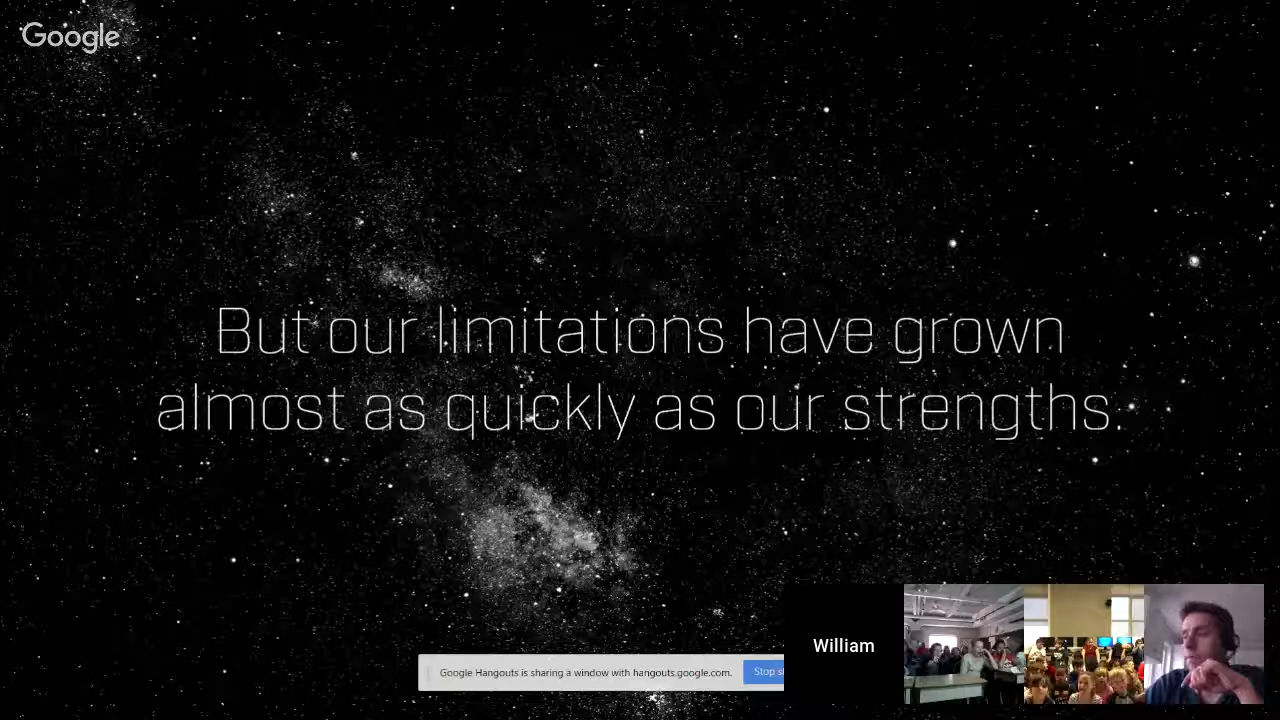 Google
But our limitations have grown
almost as quickly as our strengths.
Google Hangouts is sharing a window with hangouts.google.com.
Stop
William